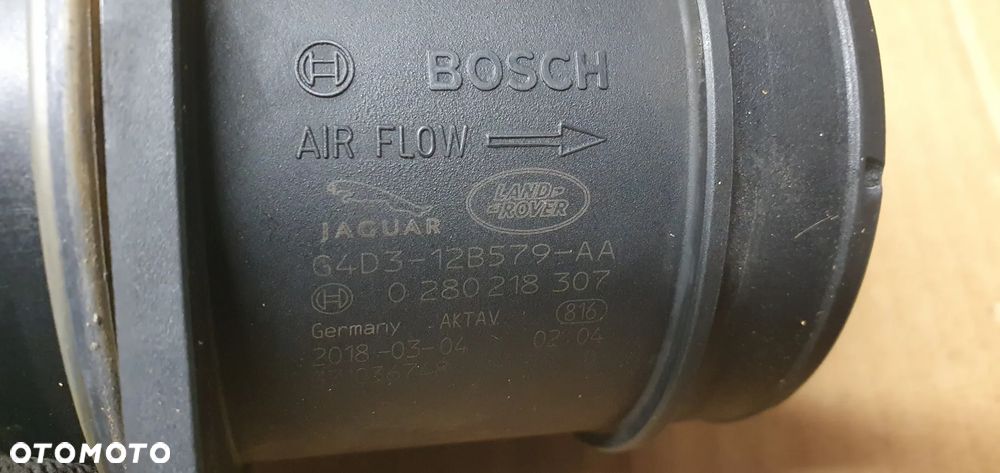 BOSCH
AIR FLOW
JAGUAR
LAND-
-ROVER
G4D3-12B579-AA
0 280 218 307
Germany AKTAV 816
2018-03-04 02:04
OTOMOTO